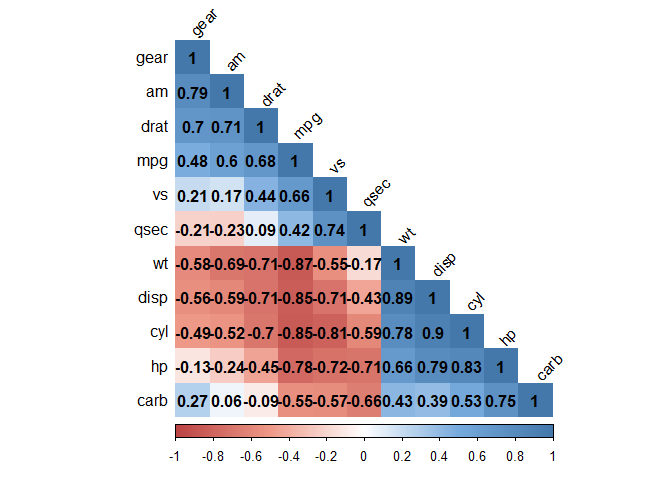 gear
gear 1 am
am 0.79 1 drat
drat 0.7 0.71 1 mpg
mpg 0.48 0.6 0.68 1 vs
vs 0.21 0.17 0.44 0.66 1 qsec
qsec -0.21 -0.23 0.09 0.42 0.74 1 wt
wt -0.58 -0.69 -0.71 -0.87 -0.55 -0.17 1 disp
disp -0.56 -0.59 -0.71 -0.85 -0.71 -0.43 0.89 1 cyl
cyl -0.49 -0.52 -0.7 -0.85 -0.81 -0.59 0.78 0.9 1 hp
hp -0.13 -0.24 -0.45 -0.78 -0.72 -0.71 0.66 0.79 0.83 1 carb
carb 0.27 0.06 -0.09 -0.55 -0.57 -0.66 0.43 0.39 0.53 0.75 1
-1 -0.8 -0.6 -0.4 -0.2 0 0.2 0.4 0.6 0.8 1